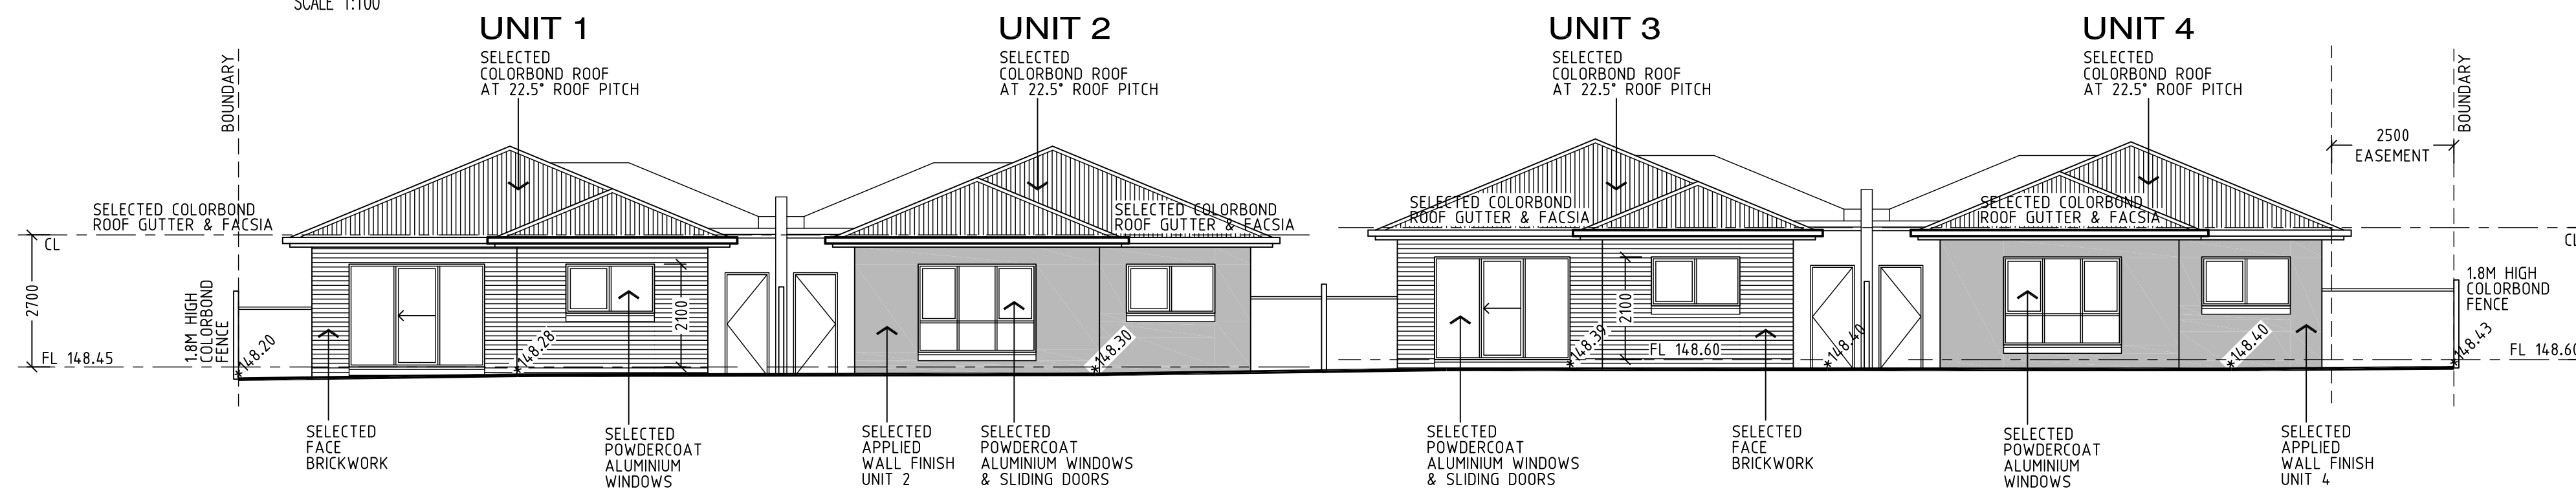 SCALE 1:100
UNIT 1
SELECTED
COLORBOND ROOF
AT 22.5° ROOF PITCH
UNIT 2
SELECTED
COLORBOND ROOF
AT 22.5° ROOF PITCH
UNIT 3
SELECTED
COLORBOND ROOF
AT 22.5° ROOF PITCH
UNIT 4
SELECTED
COLORBOND ROOF
AT 22.5° ROOF PITCH
BOUNDARY
BOUNDARY
2500
EASEMENT
SELECTED COLORBOND
ROOF GUTTER & FACSIA
SELECTED COLORBOND
ROOF GUTTER & FACSIA
SELECTED COLORBOND
ROOF GUTTER & FACSIA
SELECTED COLORBOND
ROOF GUTTER & FACSIA
CL
CL
2700
1.8M HIGH
COLORBOND
FENCE
2100
2100
1.8M HIGH
COLORBOND
FENCE
FL 148.45
*148.20
*148.28
*148.30
*148.39
FL 148.60
*148.40
*148.40
*148.43
FL 148.60
SELECTED
FACE
BRICKWORK
SELECTED
POWDERCOAT
ALUMINIUM
WINDOWS
SELECTED
APPLIED
WALL FINISH
UNIT 2
SELECTED
POWDERCOAT
ALUMINIUM WINDOWS
& SLIDING DOORS
SELECTED
POWDERCOAT
ALUMINIUM WINDOWS
& SLIDING DOORS
SELECTED
FACE
BRICKWORK
SELECTED
POWDERCOAT
ALUMINIUM
WINDOWS
SELECTED
APPLIED
WALL FINISH
UNIT 4